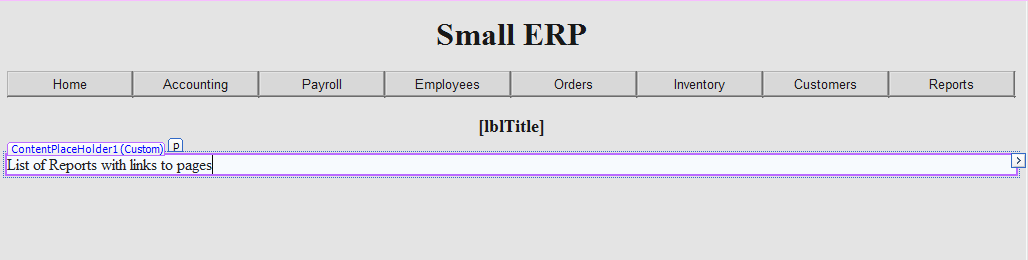 Small ERP
Home Accounting Payroll Employees Orders Inventory Customers Reports
[lblTitle]
ContentPlaceHolder1 (Custom) p
List of Reports with links to pages
>